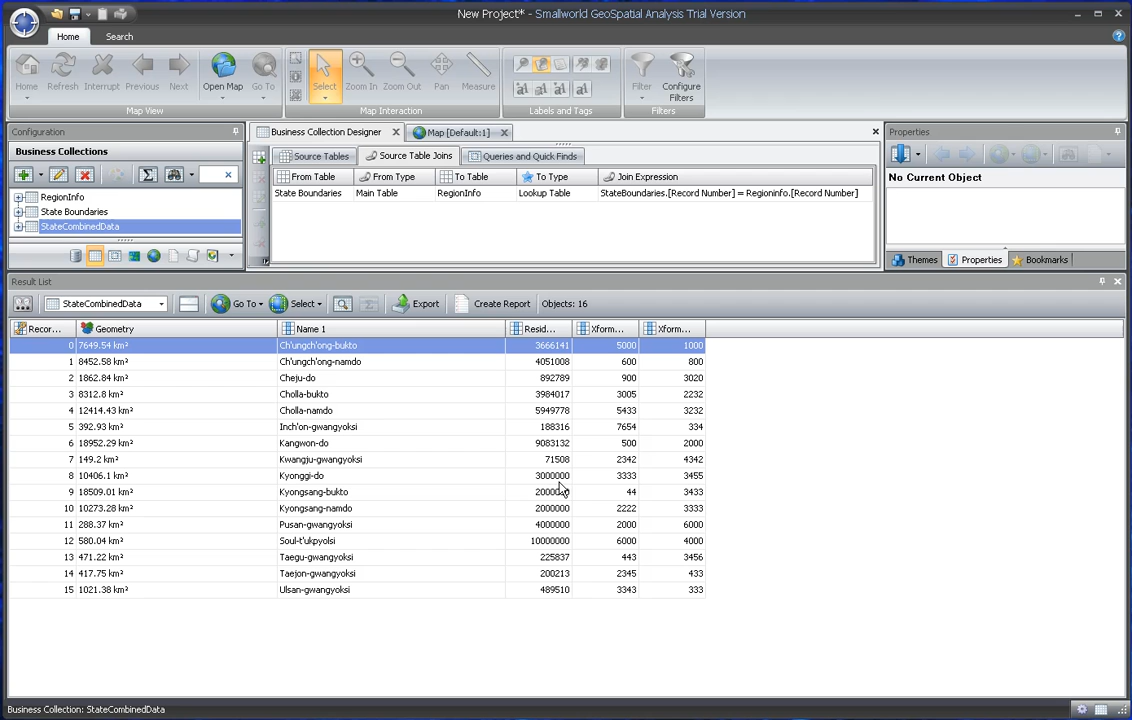 New Project* - Smallworld GeoSpatial Analysis Trial Version
Home Search
Home Refresh Interrupt Previous Next Open Map Go To Select Zoom In Zoom Out Pan Measure Filter Configure Filters
Map View Map Interaction Labels and Tags Filters
Configuration
Business Collections
RegionInfo
State Boundaries
StateCombinedData
Business Collection Designer Map [Default:1]
Source Tables Source Table Joins Queries and Quick Finds
From Table From Type To Table To Type Join Expression
State Boundaries Main Table RegionInfo Lookup Table StateBoundaries.[Record Number] = Regioninfo.[Record Number]
Properties
No Current Object
Themes Properties Bookmarks
Result List
StateCombinedData Go To Select Export Create Report Objects: 16
Recor... Geometry Name 1 Resid... Xform... Xform...
0 7649.54 km² Ch'ungch'ong-bukto 3666141 5000 1000
1 8452.58 km² Ch'ungch'ong-namdo 4051008 600 800
2 1862.84 km² Cheju-do 892789 900 3020
3 8312.8 km² Cholla-bukto 3984017 3005 2232
4 12414.43 km² Cholla-namdo 5949778 5433 3232
5 392.93 km² Inch'on-gwangyoksi 188316 7654 334
6 18952.29 km² Kangwon-do 9083132 500 2000
7 149.2 km² Kwangju-gwangyoksi 71508 2342 4342
8 10406.1 km² Kyonggi-do 3000000 3333 3455
9 18509.01 km² Kyongsang-bukto 2000000 44 3433
10 10273.28 km² Kyongsang-namdo 2000000 2222 3333
11 288.37 km² Pusan-gwangyoksi 4000000 2000 6000
12 580.04 km² Soul-t'ukpyolsi 10000000 6000 4000
13 471.22 km² Taegu-gwangyoksi 225837 443 3456
14 417.75 km² Taejon-gwangyoksi 200213 2345 433
15 1021.38 km² Ulsan-gwangyoksi 489510 3343 333
Business Collection: StateCombinedData